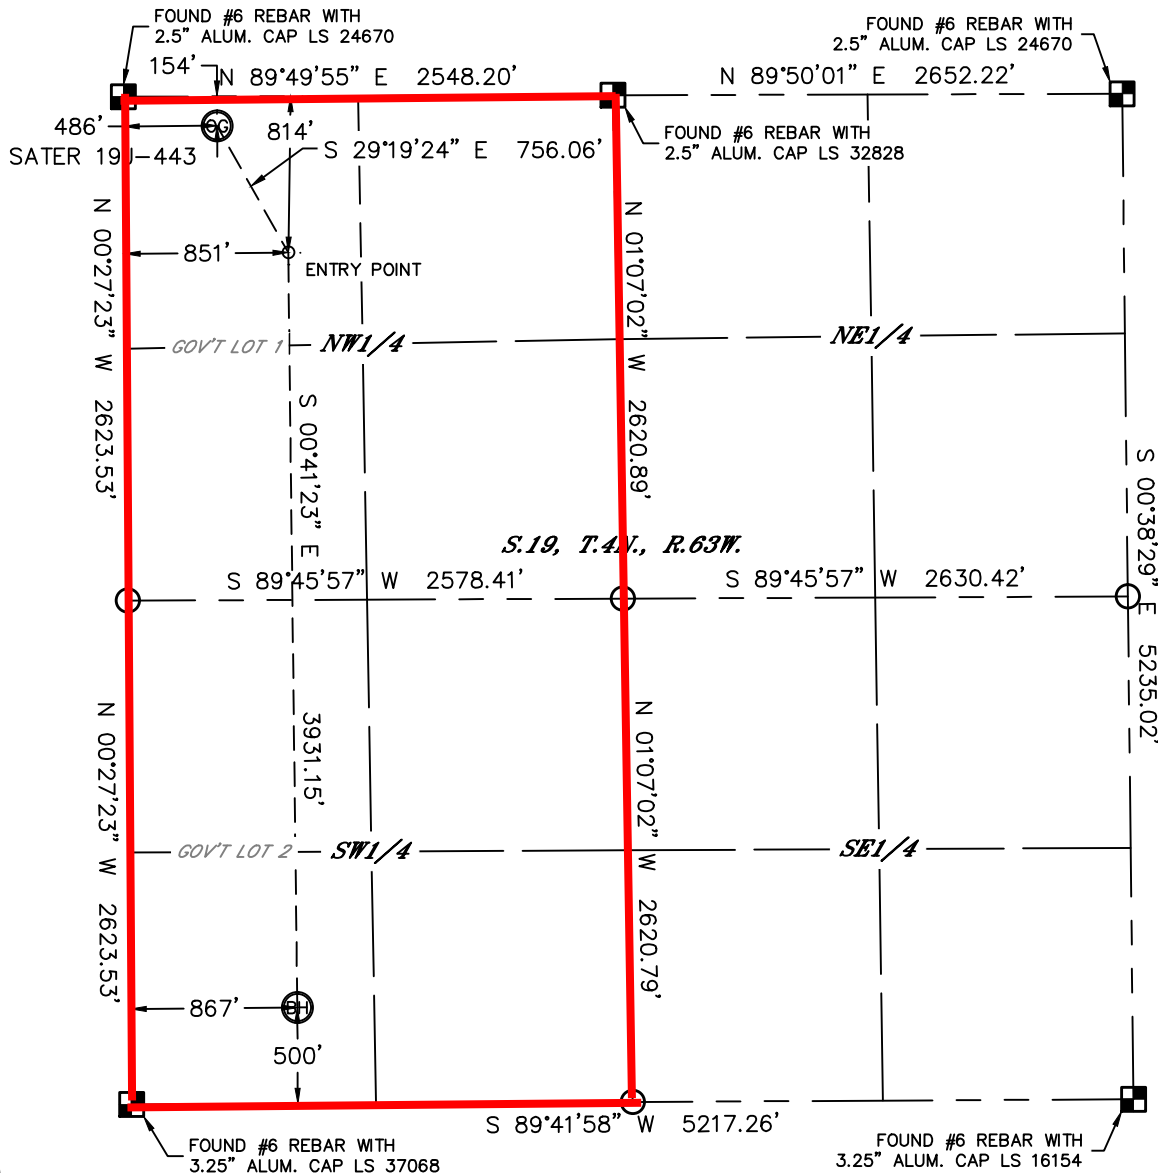 FOUND #6 REBAR WITH
2.5" ALUM. CAP LS 24670
FOUND #6 REBAR WITH
2.5" ALUM. CAP LS 24670
154'
N 89°49'55" E 2548.20'
N 89°50'01" E 2652.22'
486'
OG
814'
FOUND #6 REBAR WITH
2.5" ALUM. CAP LS 32828
SATER 19J-443
S 29°19'24" E 756.06'
N 00°27'23" W 2623.53'
N 01°07'02" W 2620.89'
851'
ENTRY POINT
GOV'T LOT 1
NW1/4
NE1/4
S 00°41'23" E 3931.15'
S 00°38'29" E 5235.02'
S.19, T.4N., R.63W.
S 89°45'57" W 2578.41'
S 89°45'57" W 2630.42'
N 00°27'23" W 2623.53'
N 01°07'02" W 2620.79'
GOV'T LOT 2
SW1/4
SE1/4
867'
BH
500'
S 89°41'58" W 5217.26'
FOUND #6 REBAR WITH
3.25" ALUM. CAP LS 37068
FOUND #6 REBAR WITH
3.25" ALUM. CAP LS 16154